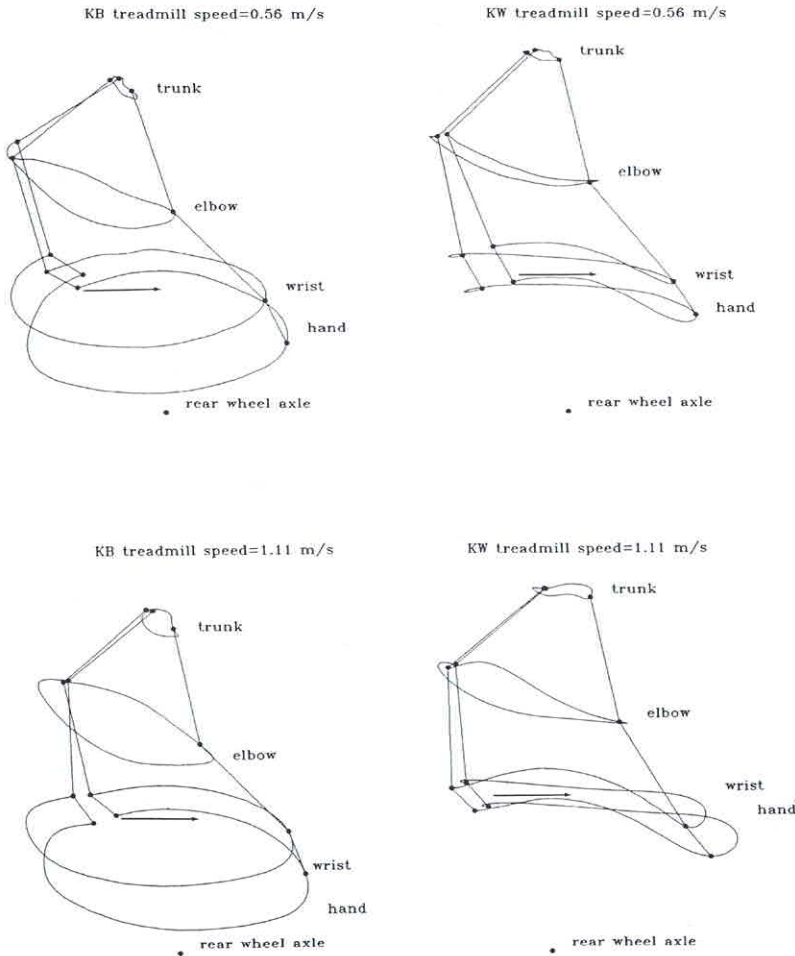 KB treadmill speed=0.56 m/s
trunk
elbow
wrist
hand
rear wheel axle
KW treadmill speed=0.56 m/s
trunk
elbow
wrist
hand
rear wheel axle
KB treadmill speed=1.11 m/s
trunk
elbow
wrist
hand
rear wheel axle
KW treadmill speed=1.11 m/s
trunk
elbow
wrist
hand
rear wheel axle